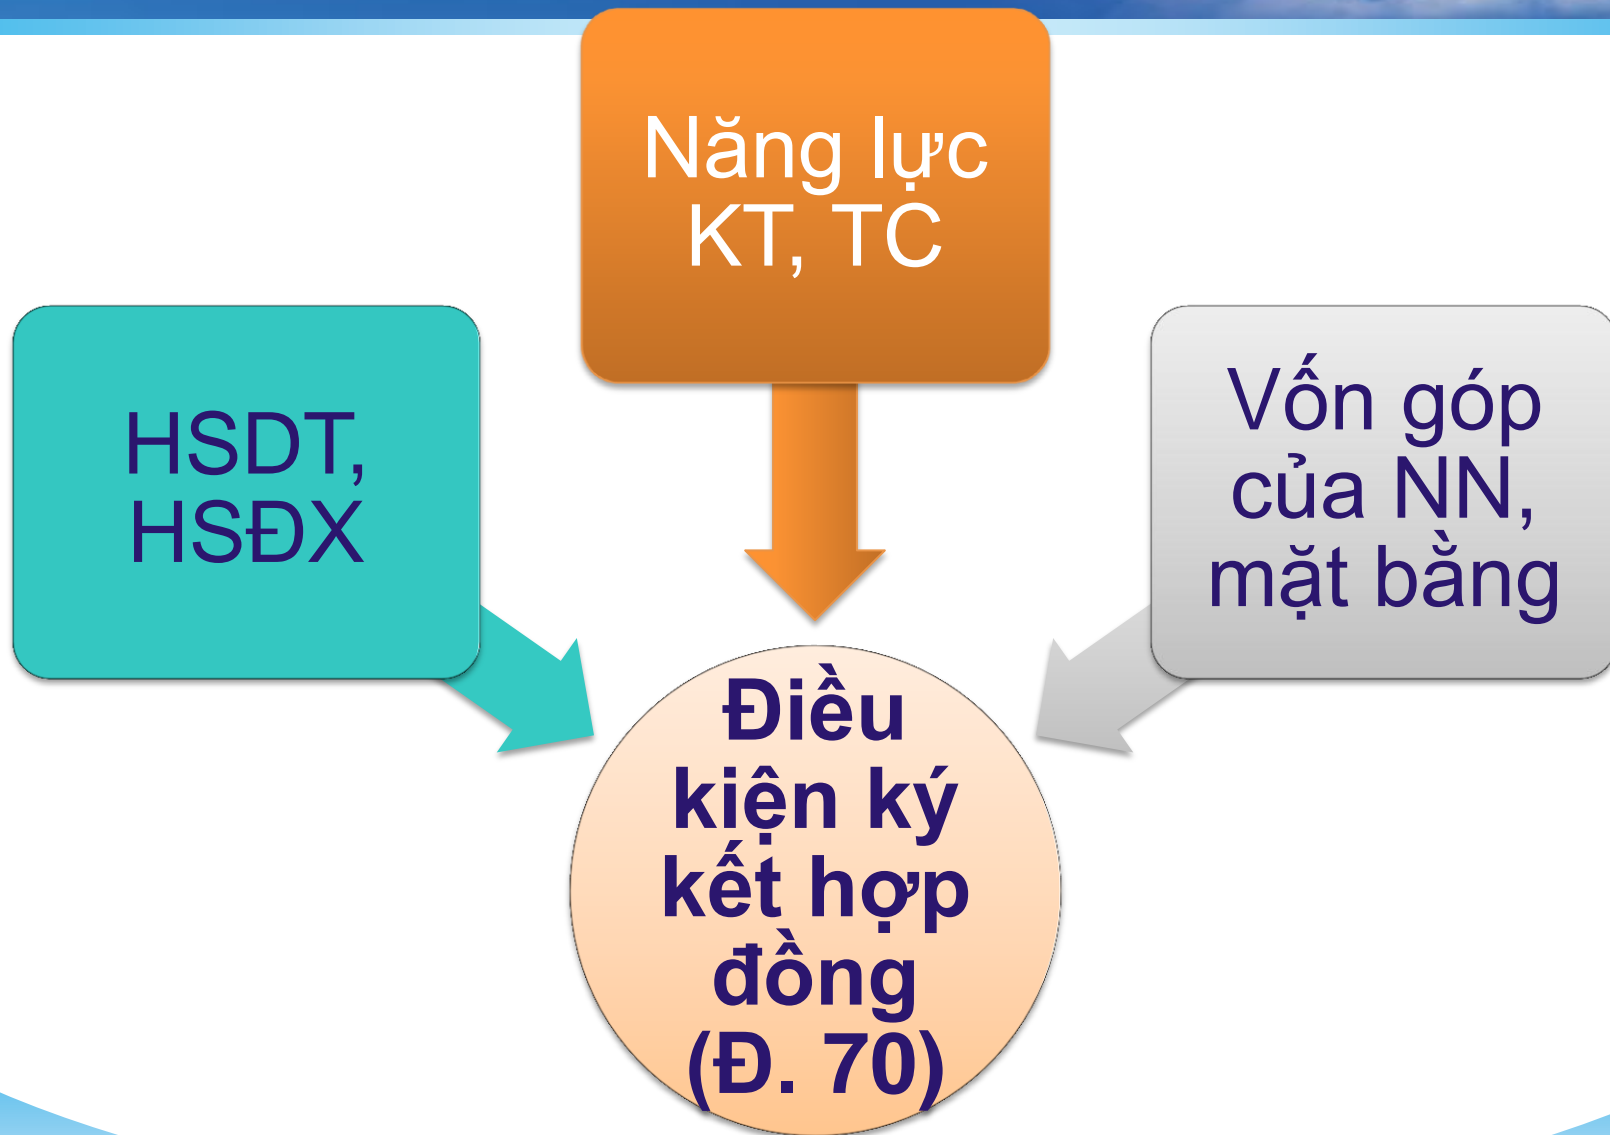 Năng lực
KT, TC
HSDT,
HSĐX
Vốn góp
của NN,
mặt bằng
Điều
kiện ký
kết hợp
đồng
(Đ. 70)